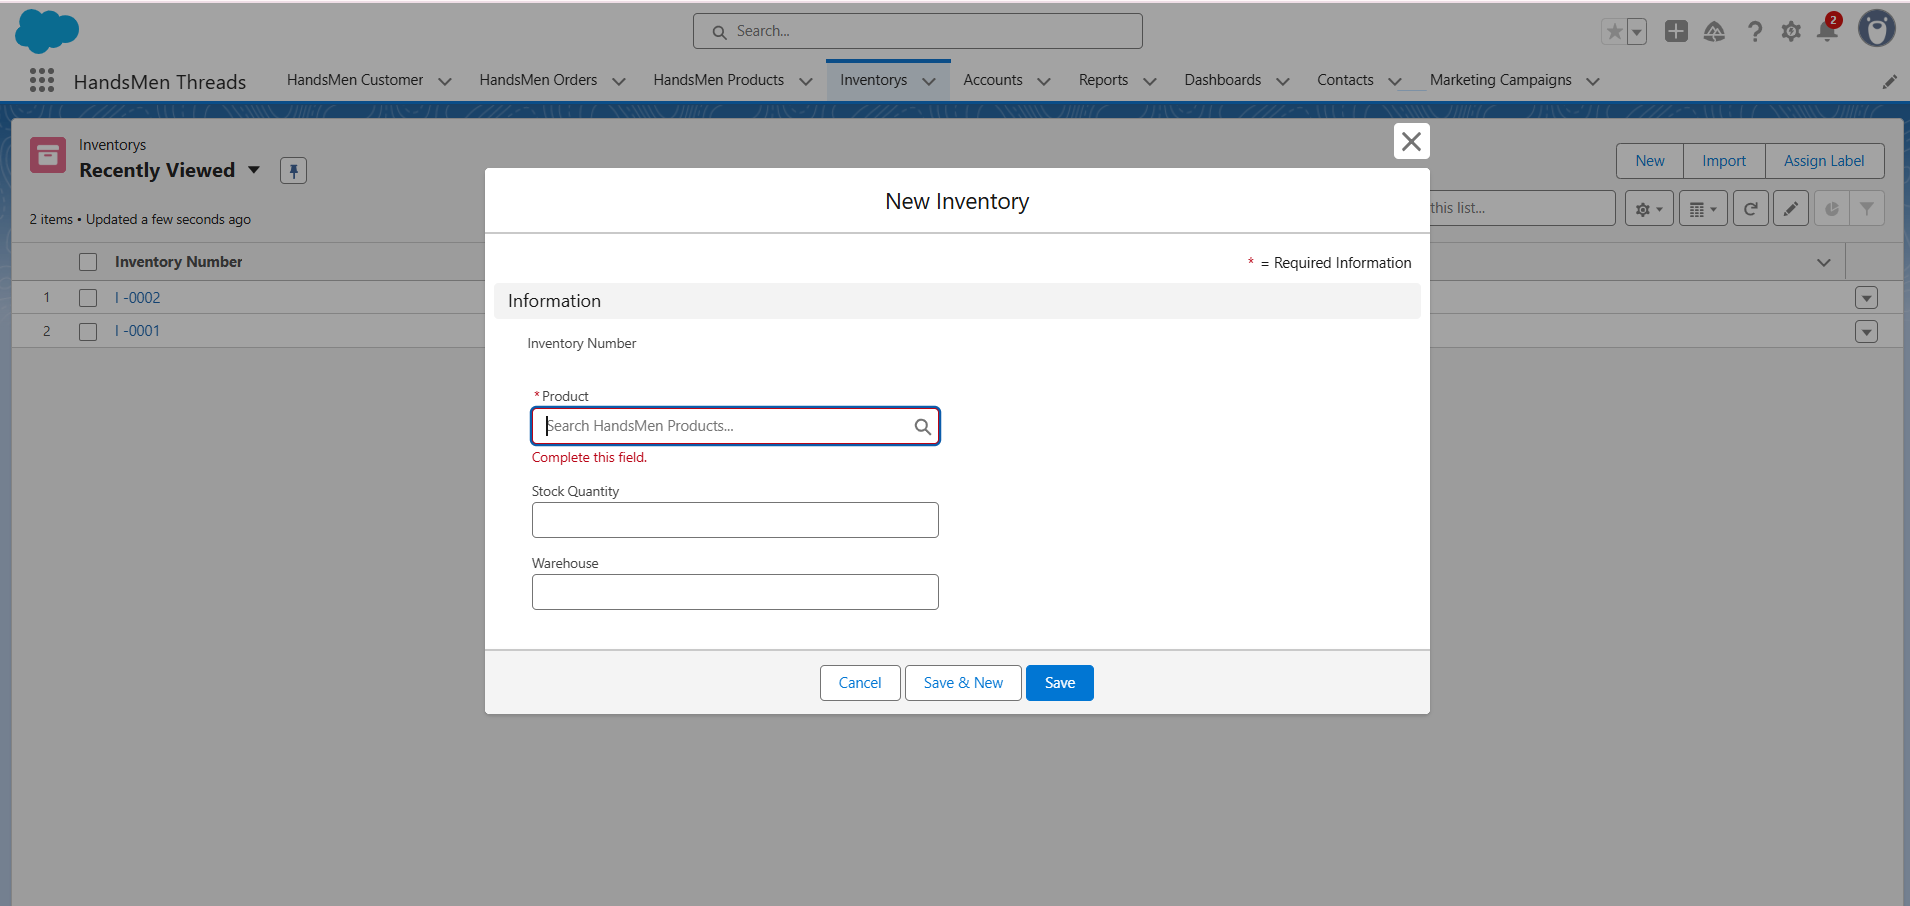 Search...
2
HandsMen Threads
HandsMen Customer
HandsMen Orders
HandsMen Products
Inventorys
Accounts
Reports
Dashboards
Contacts
Marketing Campaigns
Inventorys
Recently Viewed
New
Import
Assign Label
2 items • Updated a few seconds ago
this list...
Inventory Number
1
I -0002
2
I -0001
New Inventory
* = Required Information
Information
Inventory Number
*Product
Search HandsMen Products...
Complete this field.
Stock Quantity
Warehouse
Cancel
Save & New
Save